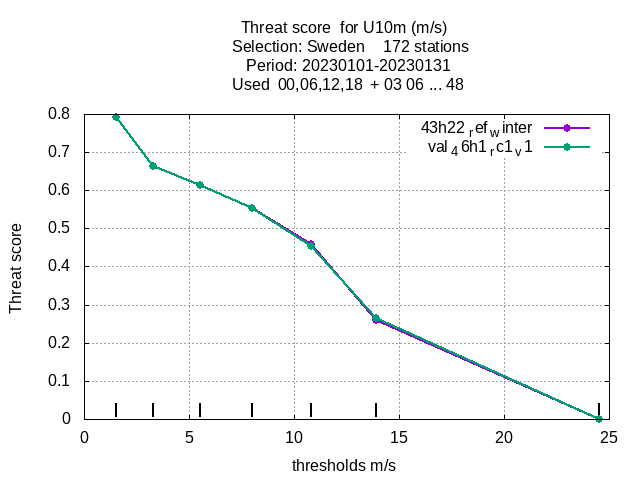 Threat score  for U10m (m/s)
Selection: Sweden    172 stations
Period: 20230101-20230131
Used  00,06,12,18  + 03 06 ... 48
43h22 ref winter
val 4 6h1 r c1 v 1
Threat score
0.8
0.7
0.6
0.5
0.4
0.3
0.2
0.1
0
0 5 10 15 20 25
thresholds m/s